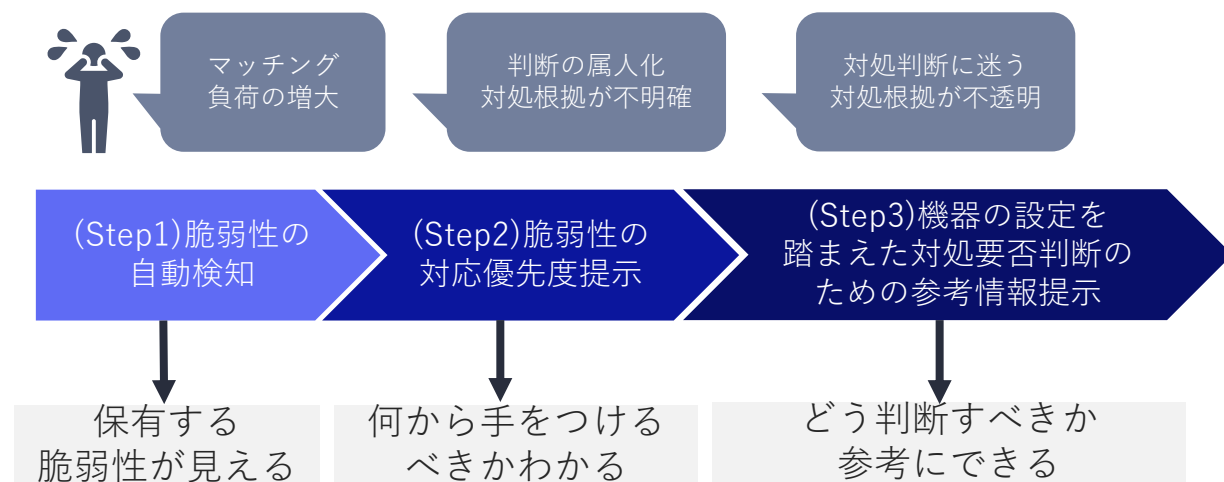 マッチング
負荷の増大
判断の属人化
対処根拠が不明確
対処判断に迷う
対処根拠が不透明
(Step1)脆弱性の
自動検知
(Step2)脆弱性の
対応優先度提示
(Step3)機器の設定を
踏まえた対処要否判断の
ための参考情報提示
保有する
脆弱性が見える
何から手をつける
べきかわかる
どう判断すべきか
参考にできる